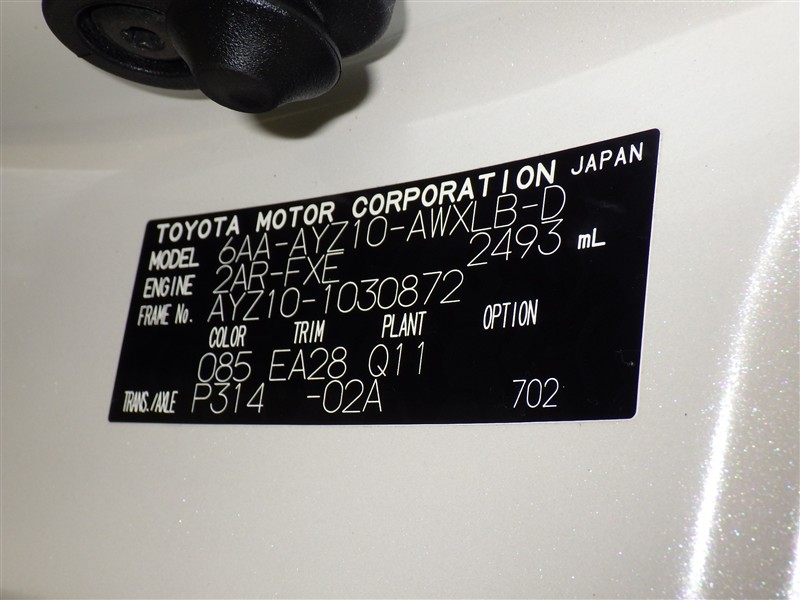 TOYOTA MOTOR CORPORATION JAPAN
MODEL 6AA-AYZ10-AWXLB-D
ENGINE 2AR-FXE 2493 mL
FRAME No. AYZ10-1030872
COLOR TRIM PLANT OPTION
085 EA28 Q11
TRANS./AXLE P314 -02A 702